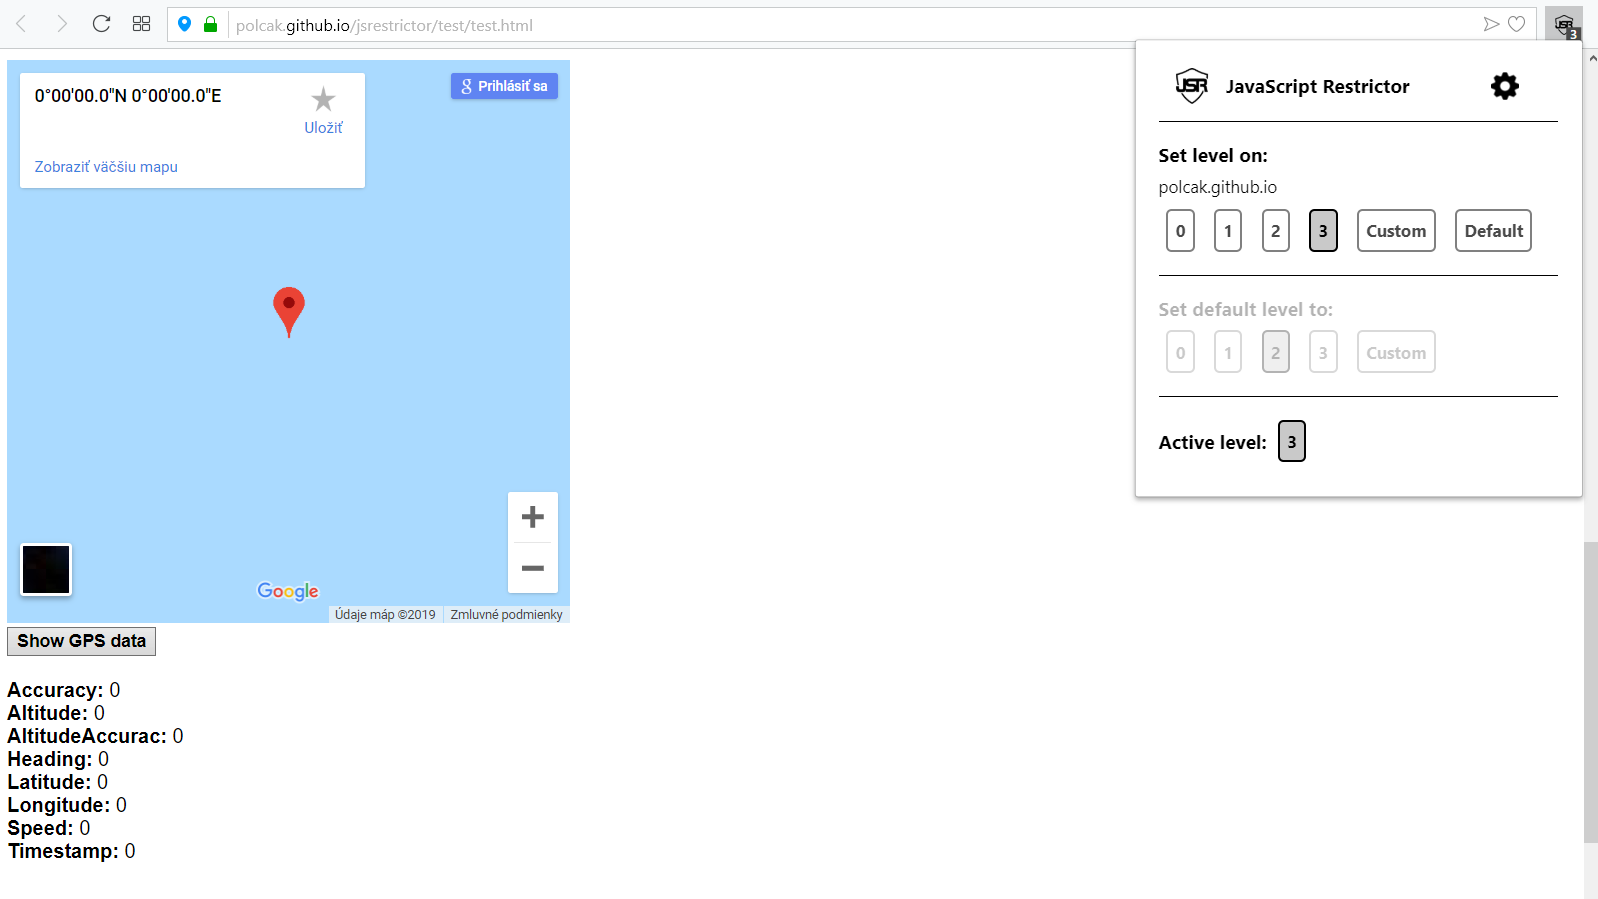 polcak.github.io/jsrestrictor/test/test.html
JSR
3
0°00'00.0"N 0°00'00.0"E
Uložiť
Zobraziť väčšiu mapu
g Prihlásiť sa
Google
Údaje máp ©2019
Zmluvné podmienky
Show GPS data
Accuracy: 0
Altitude: 0
AltitudeAccurac: 0
Heading: 0
Latitude: 0
Longitude: 0
Speed: 0
Timestamp: 0
JSR JavaScript Restrictor
Set level on:
polcak.github.io
0 1 2 3 Custom Default
Set default level to:
0 1 2 3 Custom
Active level: 3